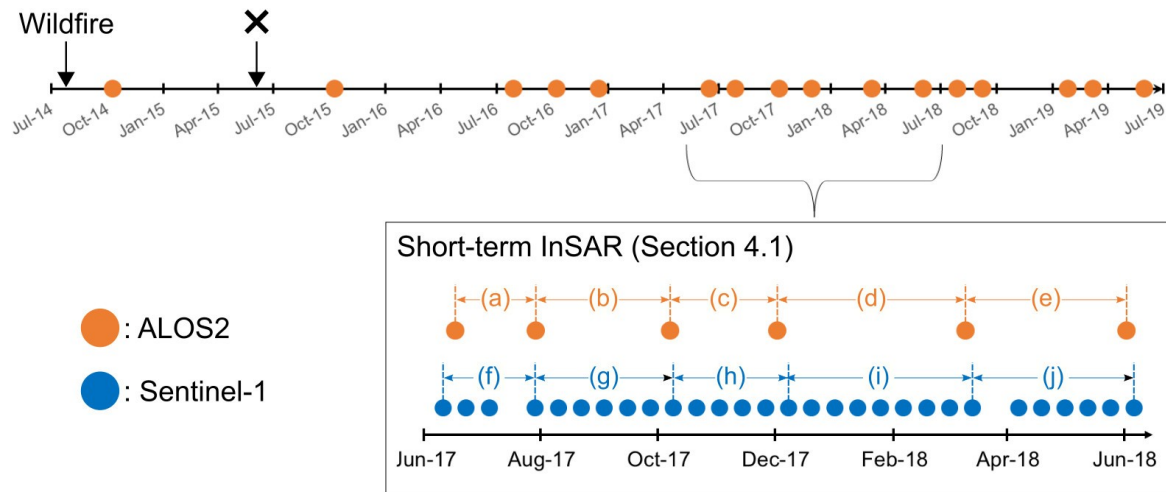 Wildfire ×
Jul-14 Oct-14 Jan-15 Apr-15 Jul-15 Oct-15 Jan-16 Apr-16 Jul-16 Oct-16 Jan-17 Apr-17 Jul-17 Oct-17 Jan-18 Apr-18 Jul-18 Oct-18 Jan-19 Apr-19 Jul-19
Short-term InSAR (Section 4.1)
(a) (b) (c) (d) (e)
: ALOS2
(f) (g) (h) (i) (j)
: Sentinel-1
Jun-17 Aug-17 Oct-17 Dec-17 Feb-18 Apr-18 Jun-18